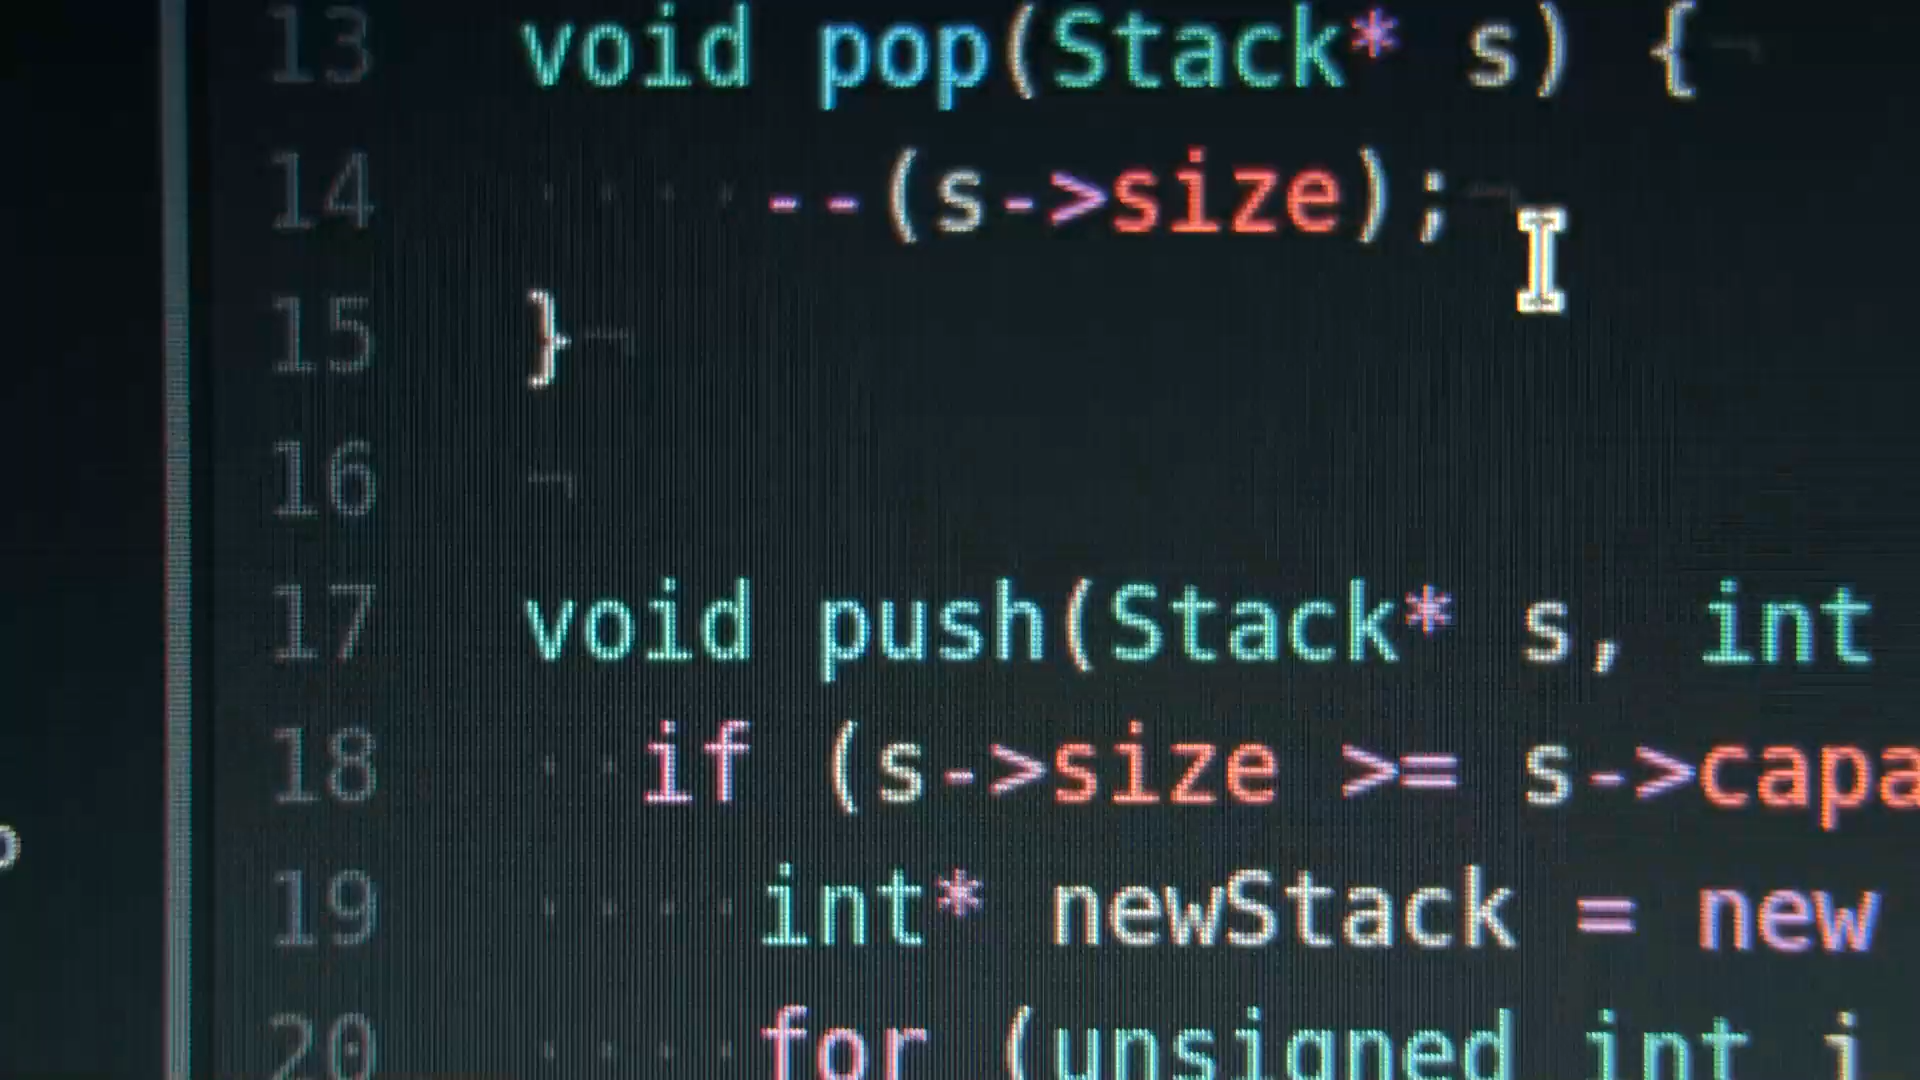 13 void pop(Stack* s) {¬
14 ····--(s->size);¬
15 }¬
16 ¬
17 void push(Stack* s, int
18 ··if (s->size >= s->capa
19 ····int* newStack = new
20 ····for (unsigned int i